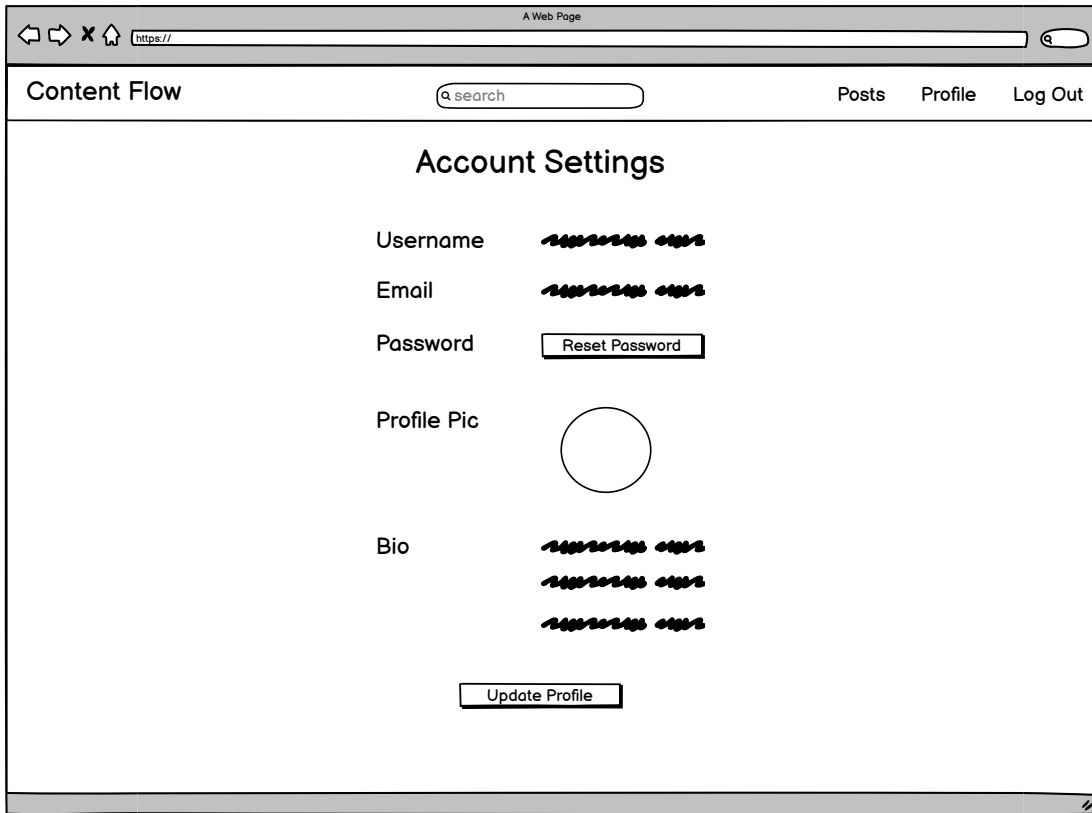 A Web Page
https://
Content Flow
search
Posts Profile Log Out
Account Settings
Username
Email
Password Reset Password
Profile Pic
Bio
Update Profile